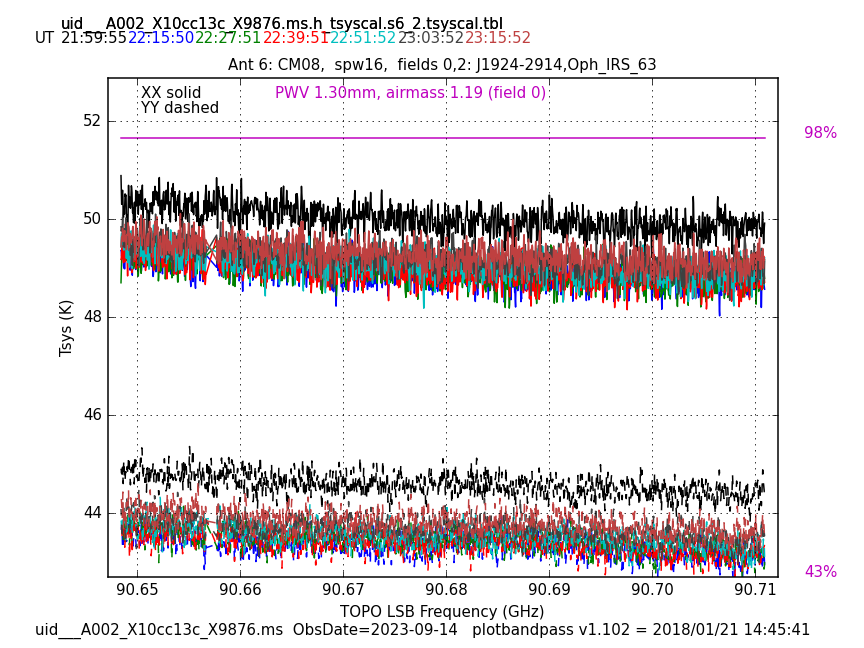 uid___A002_X10cc13c_X9876.ms.h_tsyscal.s6_2.tsyscal.tbl
UT 21:59:55 22:15:50 22:27:51 22:39:51 22:51:52 23:03:52 23:15:52
Ant 6: CM08,  spw16,  fields 0,2: J1924-2914,Oph_IRS_63
XX solid
PWV 1.30mm, airmass 1.19 (field 0)
YY dashed
98%
52
50
48
46
44
43%
Tsys (K)
90.65 90.66 90.67 90.68 90.69 90.70 90.71
TOPO LSB Frequency (GHz)
uid___A002_X10cc13c_X9876.ms  ObsDate=2023-09-14   plotbandpass v1.102 = 2018/01/21 14:45:41